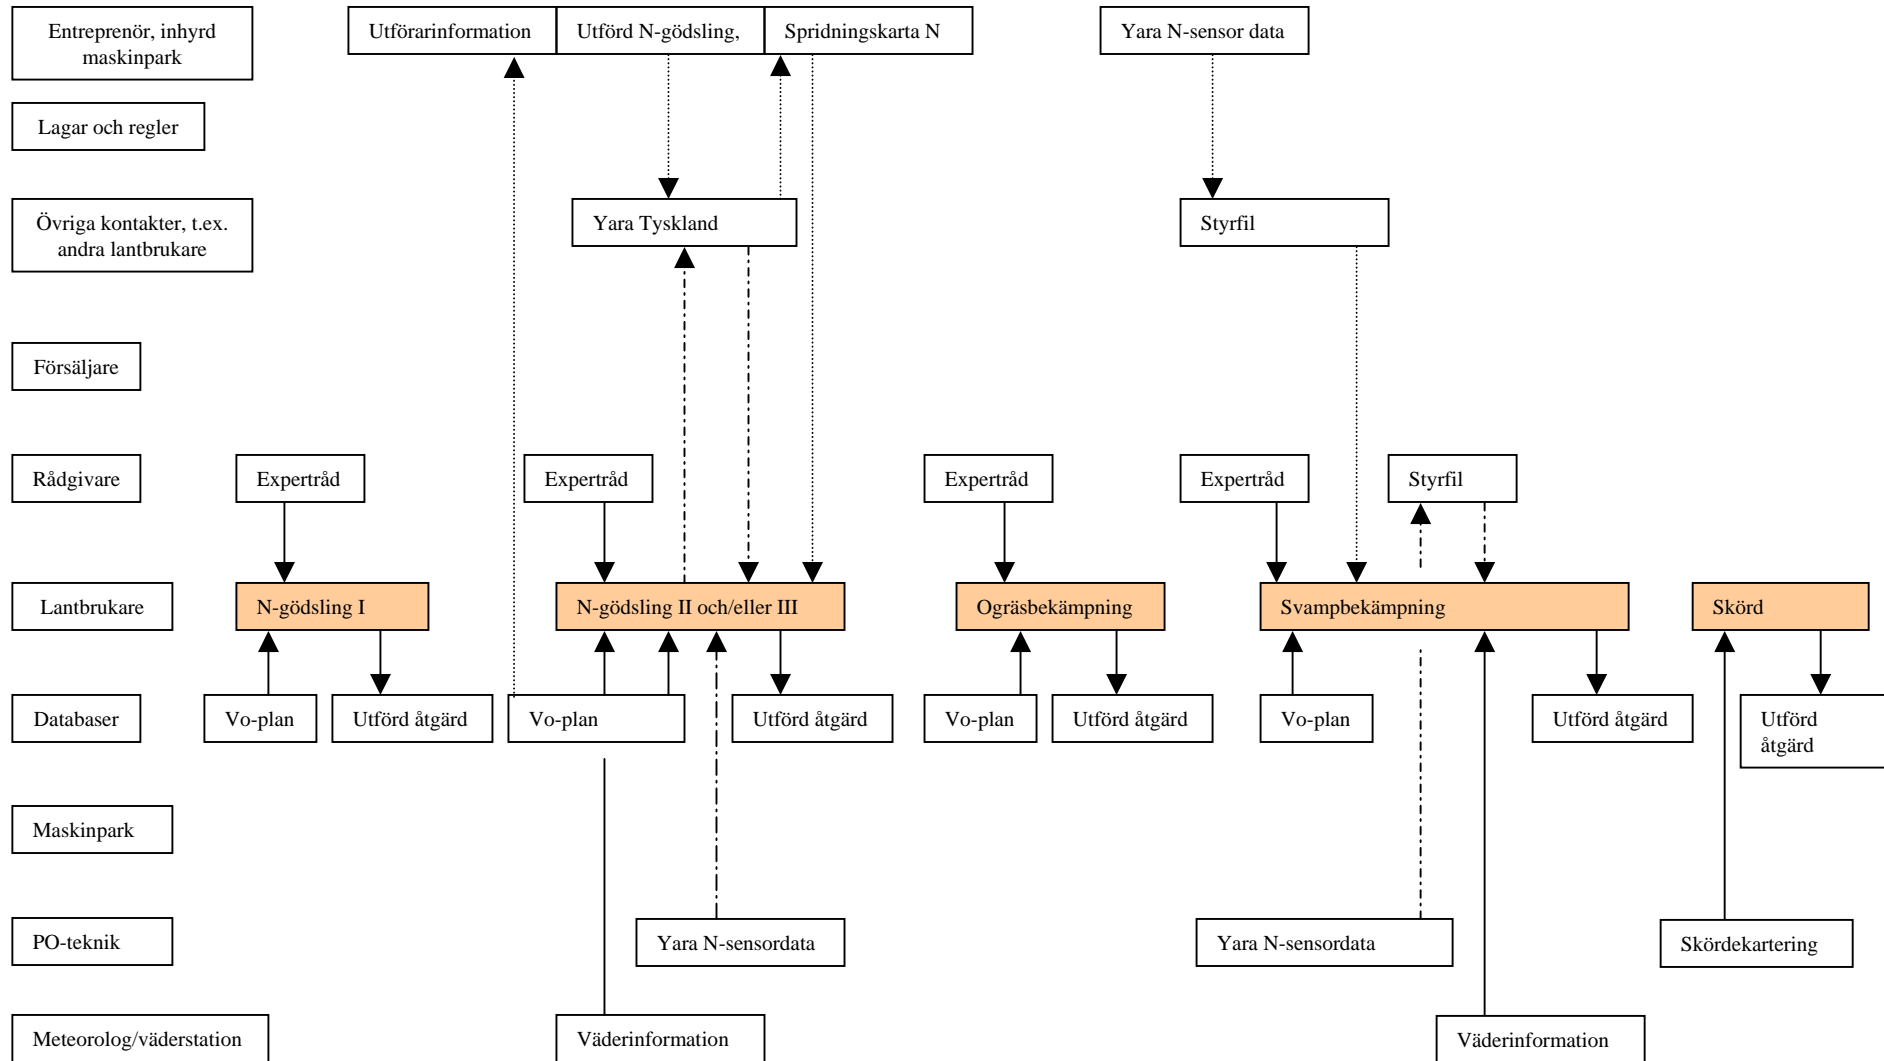 Entreprenör, inhyrd
maskinpark
Utförarinformation
Utförd N-gödsling,
Spridningskarta N
Yara N-sensor data
Lagar och regler
Övriga kontakter, t.ex.
andra lantbrukare
Yara Tyskland
Styrfil
Försäljare
Rådgivare
Expertråd
Expertråd
Expertråd
Expertråd
Styrfil
Lantbrukare
N-gödsling I
N-gödsling II och/eller III
Ogräsbekämpning
Svampbekämpning
Skörd
Databaser
Vo-plan
Utförd åtgärd
Vo-plan
Utförd åtgärd
Vo-plan
Utförd åtgärd
Vo-plan
Utförd åtgärd
Utförd
åtgärd
Maskinpark
PO-teknik
Yara N-sensordata
Yara N-sensordata
Skördekartering
Meteorolog/väderstation
Väderinformation
Väderinformation